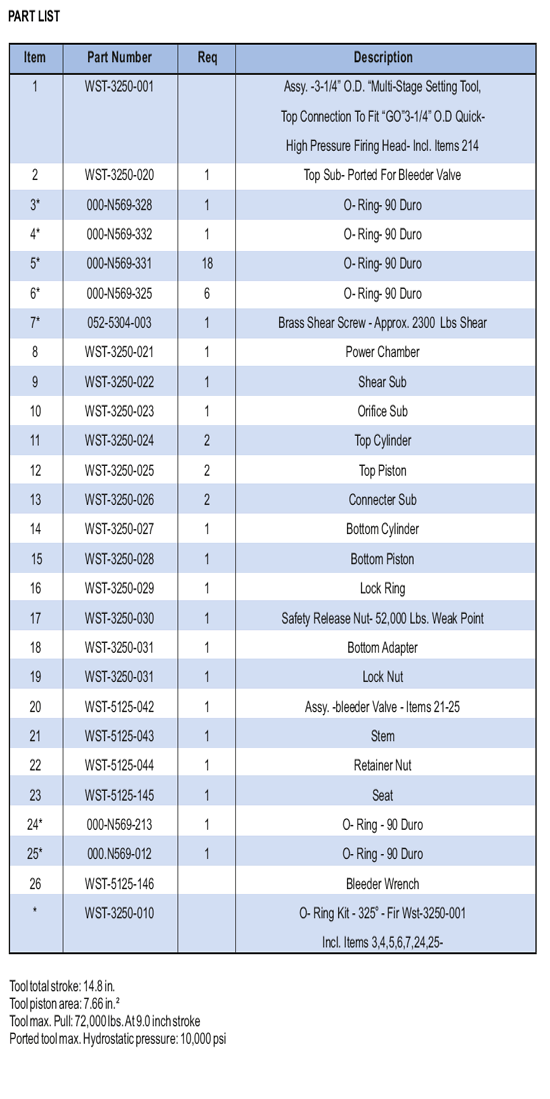 PART LIST
Item Part Number Req Description
1 WST-3250-001 Assy. -3-1/4" O.D. "Multi-Stage Setting Tool,
Top Connection To Fit "GO"3-1/4" O.D Quick-
High Pressure Firing Head- Incl. Items 214
2 WST-3250-020 1 Top Sub- Ported For Bleeder Valve
3* 000-N569-328 1 O- Ring- 90 Duro
4* 000-N569-332 1 O- Ring- 90 Duro
5* 000-N569-331 18 O- Ring- 90 Duro
6* 000-N569-325 6 O- Ring- 90 Duro
7* 052-5304-003 1 Brass Shear Screw - Approx. 2300 Lbs Shear
8 WST-3250-021 1 Power Chamber
9 WST-3250-022 1 Shear Sub
10 WST-3250-023 1 Orifice Sub
11 WST-3250-024 2 Top Cylinder
12 WST-3250-025 2 Top Piston
13 WST-3250-026 2 Connecter Sub
14 WST-3250-027 1 Bottom Cylinder
15 WST-3250-028 1 Bottom Piston
16 WST-3250-029 1 Lock Ring
17 WST-3250-030 1 Safety Release Nut- 52,000 Lbs. Weak Point
18 WST-3250-031 1 Bottom Adapter
19 WST-3250-031 1 Lock Nut
20 WST-5125-042 1 Assy. -bleeder Valve - Items 21-25
21 WST-5125-043 1 Stem
22 WST-5125-044 1 Retainer Nut
23 WST-5125-145 1 Seat
24* 000-N569-213 1 O- Ring - 90 Duro
25* 000.N569-012 1 O- Ring - 90 Duro
26 WST-5125-146 Bleeder Wrench
* WST-3250-010 O- Ring Kit - 325º - Fir Wst-3250-001
Incl. Items 3,4,5,6,7,24,25-
Tool total stroke: 14.8 in.
Tool piston area: 7.66 in.²
Tool max. Pull: 72,000 lbs. At 9.0 inch stroke
Ported tool max. Hydrostatic pressure: 10,000 psi